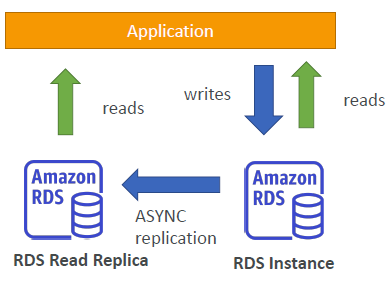 Application
reads
writes
reads
Amazon
RDS
Amazon
RDS
ASYNC
replication
RDS Read Replica
RDS Instance